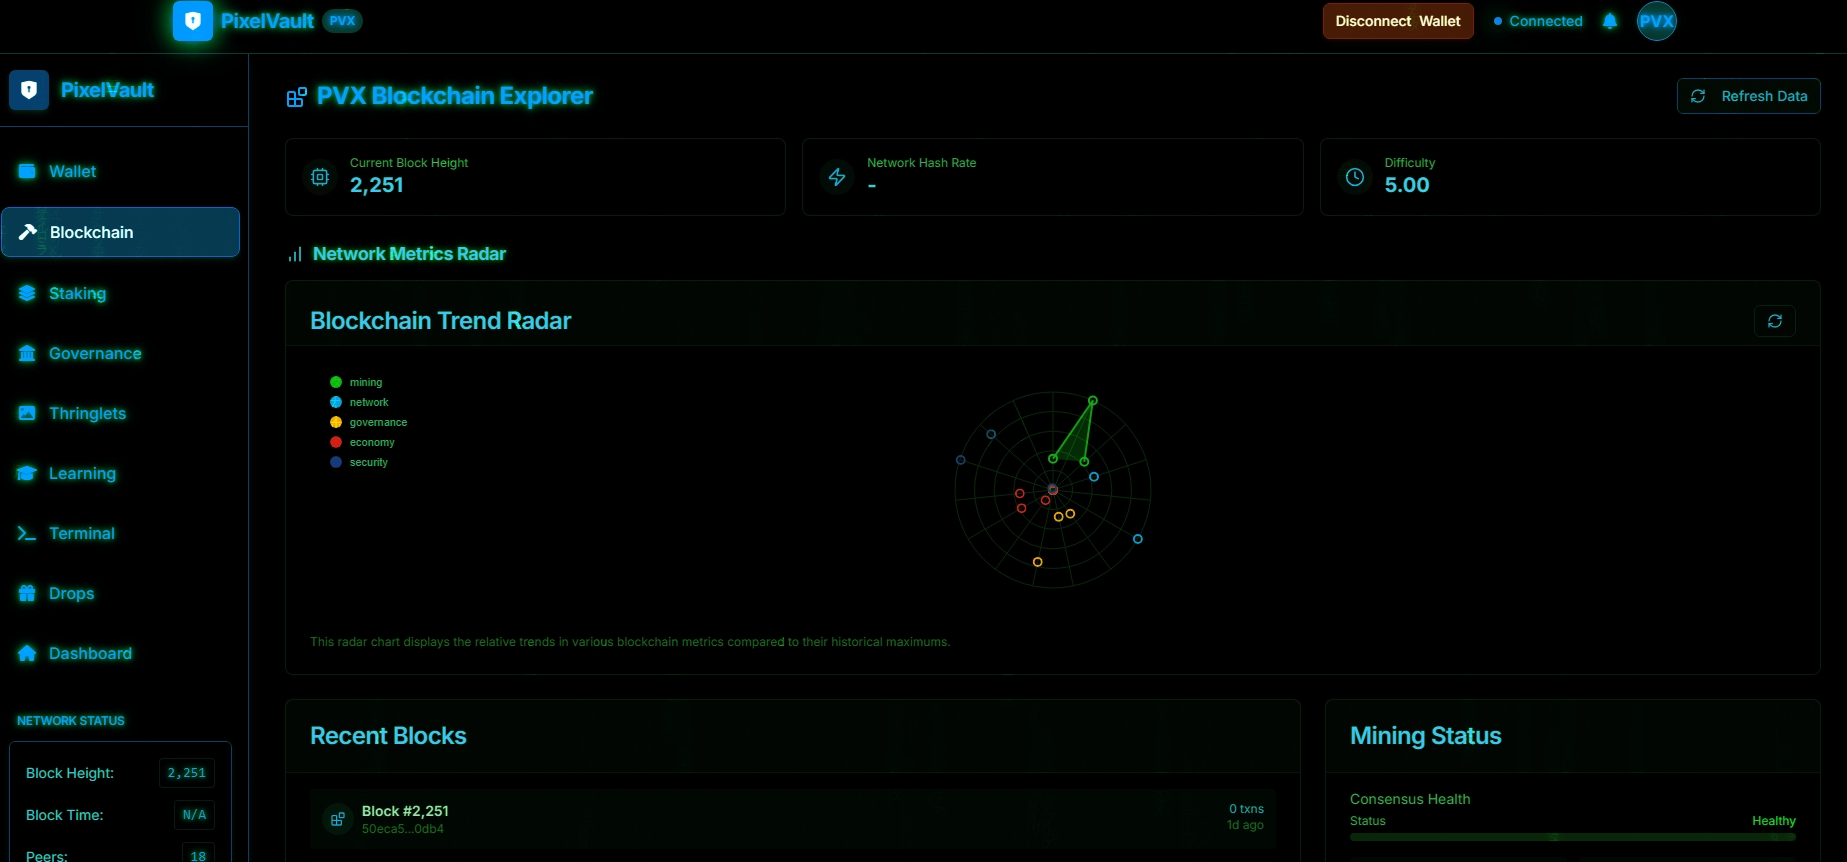 PixelVault PVX
Disconnect Wallet
Connected
PVX
PixelVault
Wallet
Blockchain
Staking
Governance
Thringlets
Learning
Terminal
Drops
Dashboard
NETWORK STATUS
Block Height: 2,251
Block Time: N/A
Peers: 18
PVX Blockchain Explorer
Refresh Data
Current Block Height
2,251
Network Hash Rate
-
Difficulty
5.00
Network Metrics Radar
Blockchain Trend Radar
mining
network
governance
economy
security
This radar chart displays the relative trends in various blockchain metrics compared to their historical maximums.
Recent Blocks
Block #2,251
50eca5...0db4
0 txns
1d ago
Mining Status
Consensus Health
Status Healthy